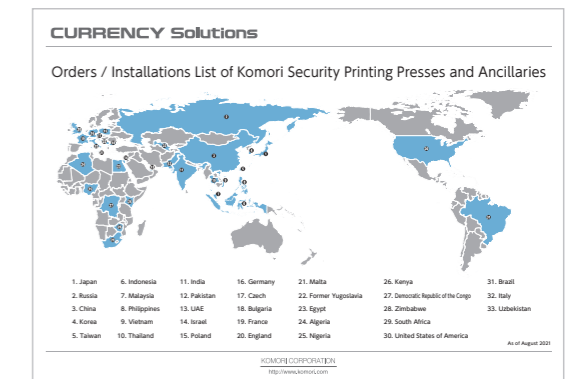 CURRENCY Solutions
Orders / Installations List of Komori Security Printing Presses and Ancillaries
1. Japan
2. Russia
3. China
4. Korea
5. Taiwan
6. Indonesia
7. Malaysia
8. Philippines
9. Vietnam
10. Thailand
11. India
12. Pakistan
13. UAE
14. Israel
15. Poland
16. Germany
17. Czech
18. Bulgaria
19. France
20. England
21. Malta
22. Former Yugoslavia
23. Egypt
24. Algeria
25. Nigeria
26. Kenya
27. Democratic Republic of the Congo
28. Zimbabwe
29. South Africa
30. United States of America
31. Brazil
32. Italy
33. Uzbekistan
As of August 2021
KOMORI CORPORATION
http://www.komori.com